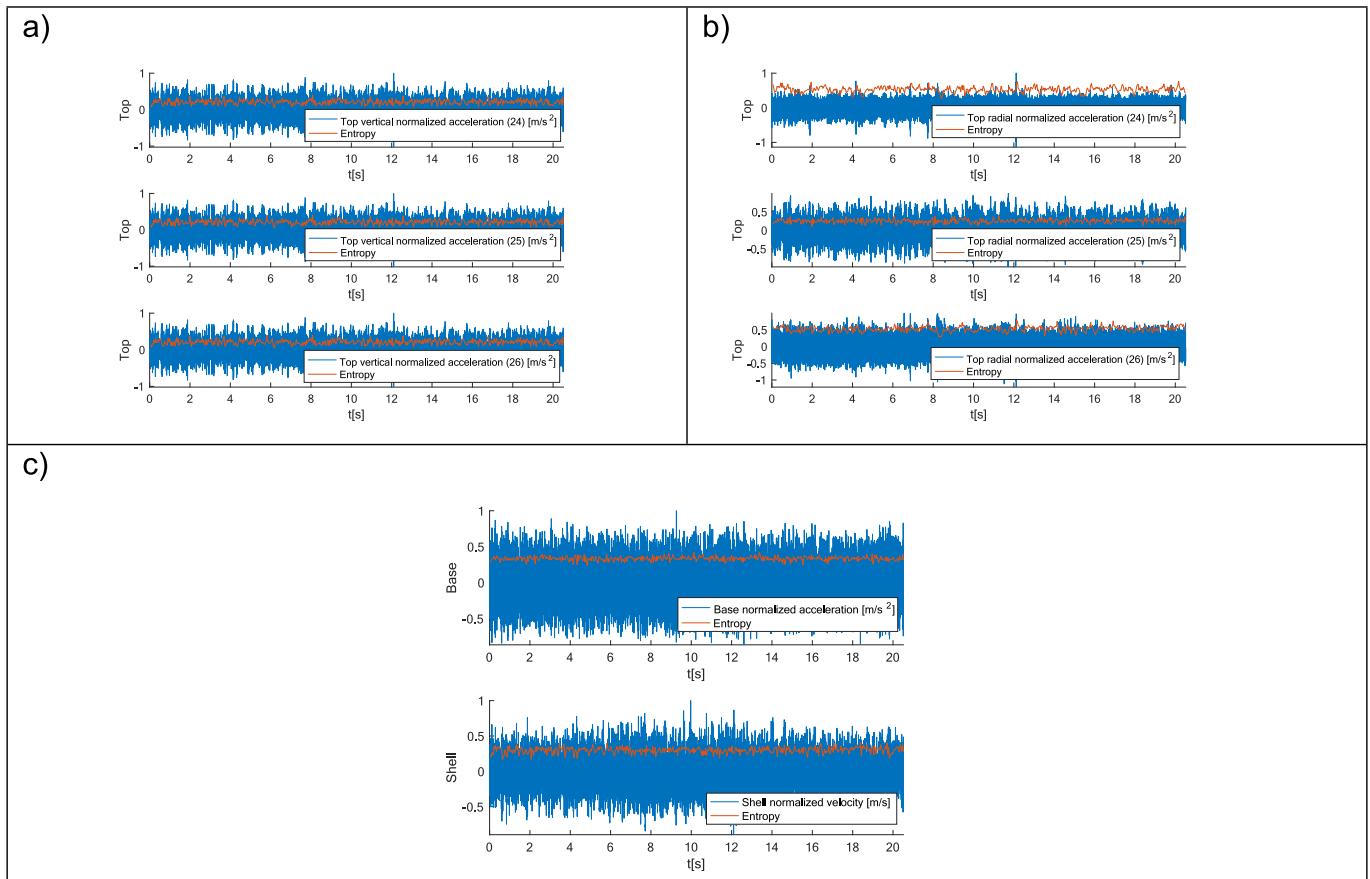 a)
1
0
-1
Top
Top vertical normalized acceleration (24) [m/s 2]
Entropy
0 2 4 6 8 10 12 14 16 18 20
t[s]
1
0
-1
Top
Top vertical normalized acceleration (25) [m/s 2]
Entropy
0 2 4 6 8 10 12 14 16 18 20
t[s]
1
0
-1
Top
Top vertical normalized acceleration (26) [m/s 2]
Entropy
0 2 4 6 8 10 12 14 16 18 20
t[s]
b)
1
0
-1
Top
Top radial normalized acceleration (24) [m/s 2]
Entropy
0 2 4 6 8 10 12 14 16 18 20
t[s]
0.5
0
-0.5
Top
Top radial normalized acceleration (25) [m/s 2]
Entropy
0 2 4 6 8 10 12 14 16 18 20
t[s]
0.5
0
-0.5
-1
Top
Top radial normalized acceleration (26) [m/s 2]
Entropy
0 2 4 6 8 10 12 14 16 18 20
t[s]
c)
1
0.5
0
-0.5
Base
Base normalized acceleration [m/s 2]
Entropy
0 2 4 6 8 10 12 14 16 18 20
t[s]
1
0.5
0
-0.5
Shell
Shell normalized velocity [m/s]
Entropy
0 2 4 6 8 10 12 14 16 18 20
t[s]